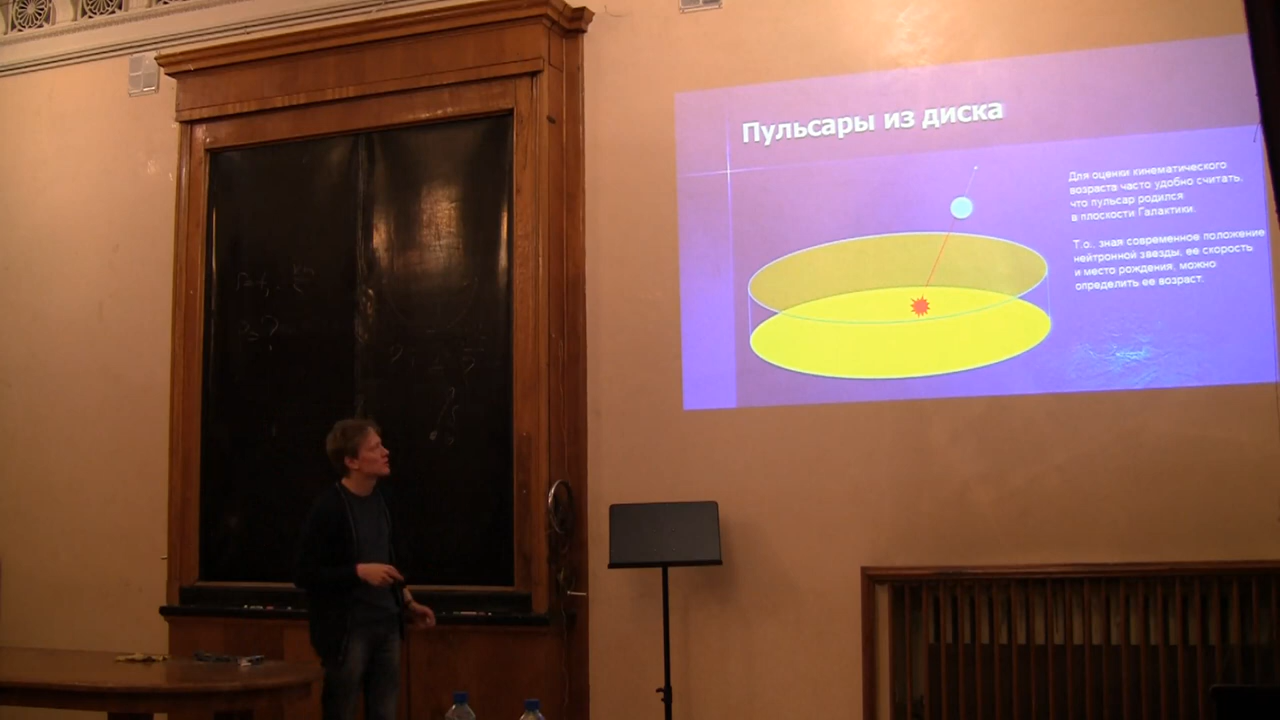 Пульсары из диска
Для оценки кинематического
возраста часто удобно считать,
что пульсар родился
в плоскости Галактики.
Т.о., зная современное положение
нейтронной звезды, ее скорость
и место рождения, можно
определить ее возраст.